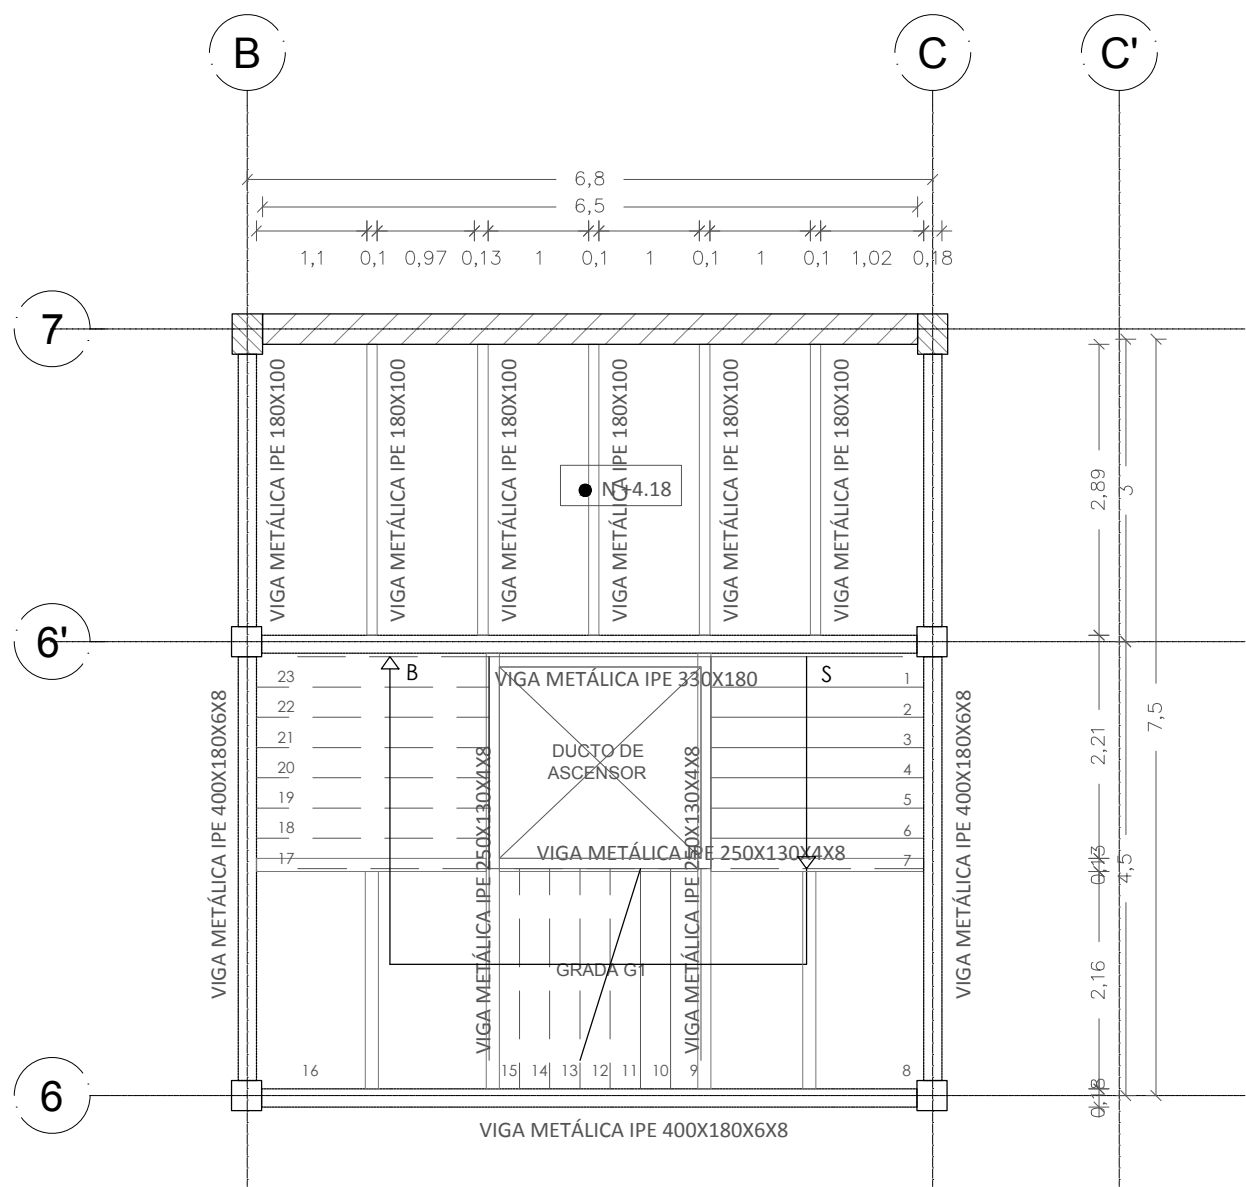 B
C
C'
6,8
6,5
1,1
0,1
0,97
0,13
1
0,1
1
0,1
1
0,1
1,02
0,18
7
VIGA METÁLICA IPE 180X100
VIGA METÁLICA IPE 180X100
VIGA METÁLICA IPE 180X100
VIGA METÁLICA IPE 180X100
VIGA METÁLICA IPE 180X100
VIGA METÁLICA IPE 180X100
N +4.18
2,89
3
6'
7,5
B
S
VIGA METÁLICA IPE 330X180
23
22
21
20
19
18
17
1
2
3
4
5
6
7
DUCTO DE
ASCENSOR
VIGA METÁLICA IPE 400X180X6X8
VIGA METÁLICA IPE 250X130X4X8
VIGA METÁLICA IPE 250X130X4X8
VIGA METÁLICA IPE 250X130X4X8
VIGA METÁLICA IPE 400X180X6X8
2,21
0,13
4,5
2,16
0,18
GRADA G1
16
15
14
13
12
11
10
9
8
6
VIGA METÁLICA IPE 400X180X6X8